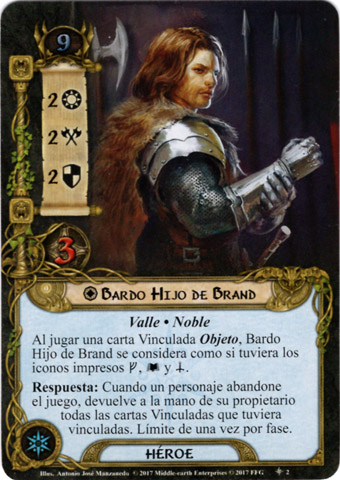 9
2
2
2
3
Bardo Hijo de Brand
Valle • Noble
Al jugar una carta Vinculada Objeto, Bardo
Hijo de Brand se considera como si tuviera los
iconos impresos , y .
Respuesta: Cuando un personaje abandone
el juego, devuelve a la mano de su propietario
todas las cartas Vinculadas que tuviera
vinculadas. Límite de una vez por fase.
HÉROE
Illus. Antonio José Manzanedo © 2017 Middle-earth Enterprises © 2017 FFG 2